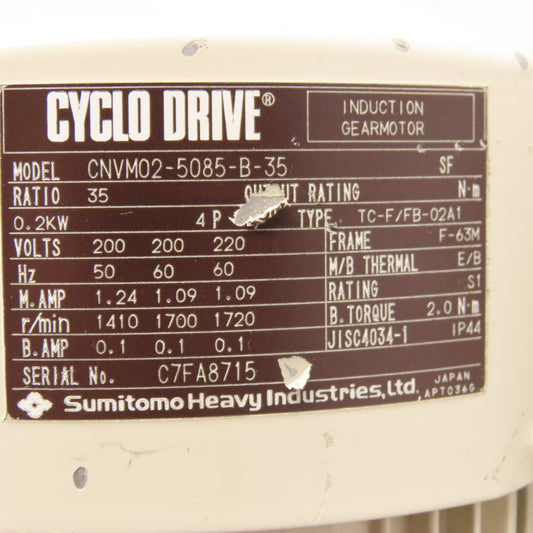 CYCLO DRIVE®
INDUCTION
GEARMOTOR
MODEL CNVM02-5085-B-35 SF
RATIO 35 OUTPUT RATING N·m
0.2KW 4P TYPE TC-F/FB-02A1
VOLTS 200 200 220 FRAME F-63M
Hz 50 60 60 M/B THERMAL E/B
M.AMP 1.24 1.09 1.09 RATING S1
r/min 1410 1700 1720 B.TORQUE 2.0 N·m
B.AMP 0.1 0.1 0.1 JISC4034-1 IP44
SERIAL No. C7FA8715
Sumitomo Heavy Industries, Ltd. JAPAN
APT036G